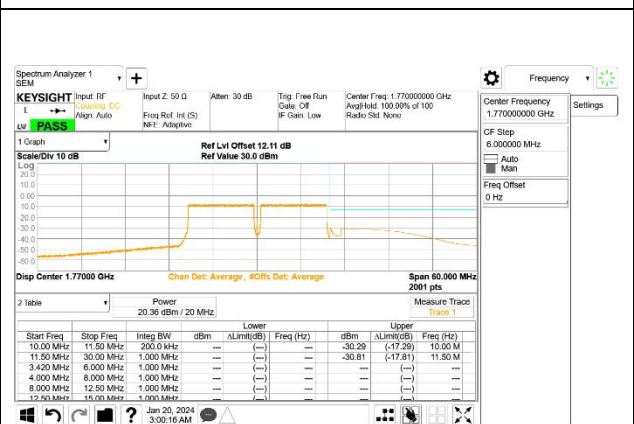 Spectrum Analyzer 1
SEM
Frequency
KEYSIGHT Input: RF Input Z: 50 Ω Atten: 30 dB Trig: Free Run Center Freq: 1.770000000 GHz
L Coupling: DC Gate: Off Avg|Hold: 100.00% of 100
Align: Auto Freq Ref: Int (S) IF Gain: Low Radio Std: None
PASS NFE: Adaptive
Center Frequency
1.770000000 GHz
Settings
CF Step
6.000000 MHz
Auto
Man
Freq Offset
0 Hz
1 Graph Ref Lvl Offset 12.11 dB
Scale/Div 10 dB Ref Value 30.0 dBm
Log
20.0
10.0
0.00
-10.0
-20.0
-30.0
-40.0
-50.0
-60.0
Disp Center 1.77000 GHz Chan Det: Average, #Offs Det: Average Span 60.000 MHz
2001 pts
2 Table Power Measure Trace
20.36 dBm / 20 MHz Trace 1
Lower Upper
Start Freq Stop Freq Integ BW dBm ΔLimit(dB) Freq (Hz) dBm ΔLimit(dB) Freq (Hz)
10.00 MHz 11.50 MHz 200.0 kHz --- (---) --- -30.29 (-17.29) 10.00 M
11.50 MHz 30.00 MHz 1.000 MHz --- (---) --- -30.81 (-17.81) 11.50 M
3.420 MHz 6.000 MHz 1.000 MHz --- (---) --- --- (---) ---
4.000 MHz 8.000 MHz 1.000 MHz --- (---) --- --- (---) ---
8.000 MHz 12.50 MHz 1.000 MHz --- (---) --- --- (---) ---
12.50 MHz 15.00 MHz 1.000 MHz --- (---) --- --- (---) ---
? Jan 20, 2024
3:00:16 AM